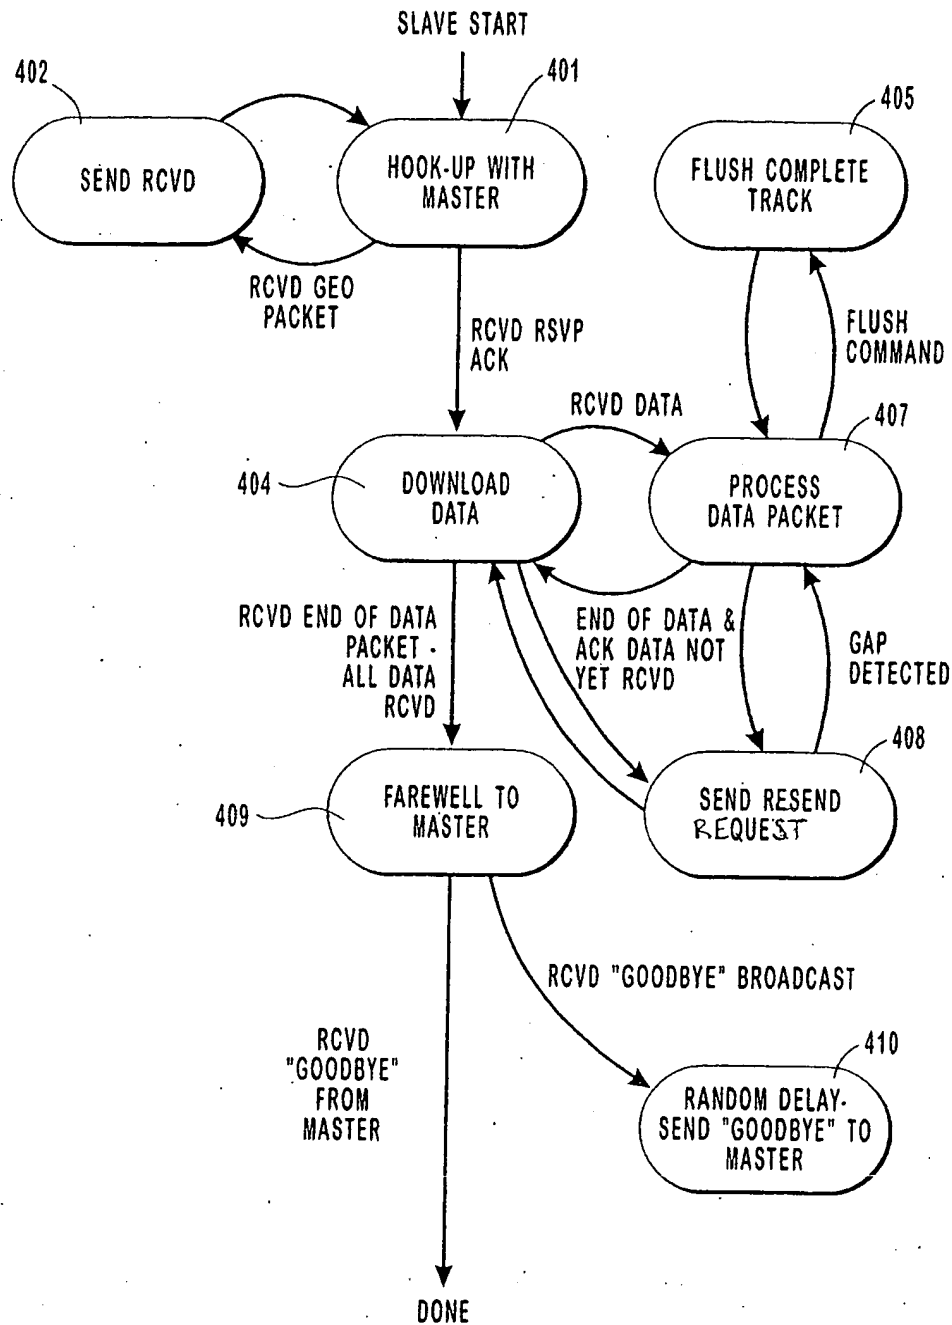 SLAVE START
402
401
405
SEND RCVD
HOOK-UP WITH
MASTER
FLUSH COMPLETE
TRACK
RCVD GEO
PACKET
RCVD RSVP
ACK
FLUSH
COMMAND
RCVD DATA
407
404
DOWNLOAD
DATA
PROCESS
DATA PACKET
RCVD END OF DATA
PACKET -
ALL DATA
RCVD
END OF DATA &
ACK DATA NOT
YET RCVD
GAP
DETECTED
408
409
FAREWELL TO
MASTER
SEND RESEND
REQUEST
RCVD "GOODBYE" BROADCAST
RCVD
"GOODBYE"
FROM
MASTER
410
RANDOM DELAY-
SEND "GOODBYE" TO
MASTER
DONE